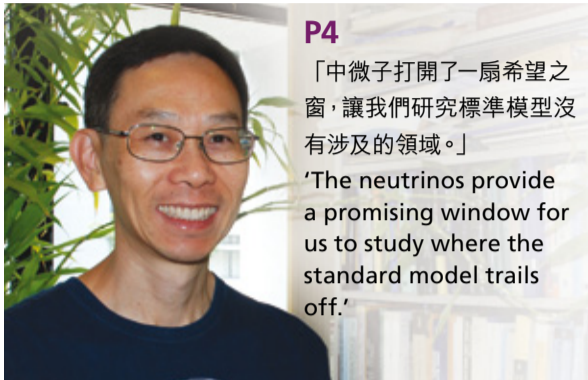 P4
「中微子打開了一扇希望之
窗，讓我們研究標準模型沒
有涉及的領域。」
‘The neutrinos provide
a promising window for
us to study where the
standard model trails
off.’